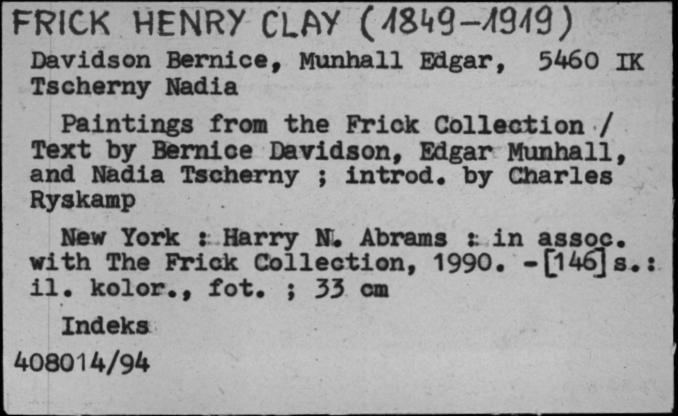 FRICK HENRY CLAY (1849-1919)
Davidson Bernice, Munhall Edgar, 5460 IK
Tscherny Nadia
Paintings from the Frick Collection /
Text by Bernice Davidson, Edgar Munhall,
and Nadia Tscherny ; introd. by Charles
Ryskamp
New York : Harry N. Abrams : in assoc.
with The Frick Collection, 1990. -[146] s.:
il. kolor., fot. ; 33 cm
Indeks
408014/94